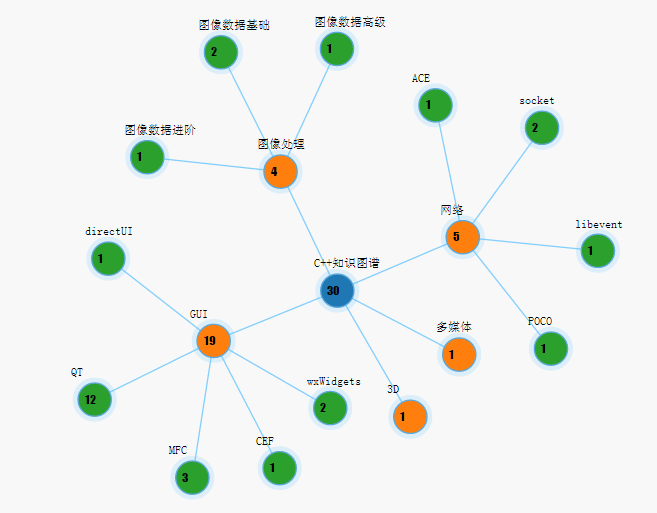 图像数据基础
2
图像数据高级
1
ACE
1
socket
2
图像数据进阶
1
图像处理
4
网络
5
libevent
1
directUI
1
C++知识图谱
30
GUI
19
多媒体
1
POCO
1
QT
12
wxWidgets
2
3D
1
MFC
3
CEF
1